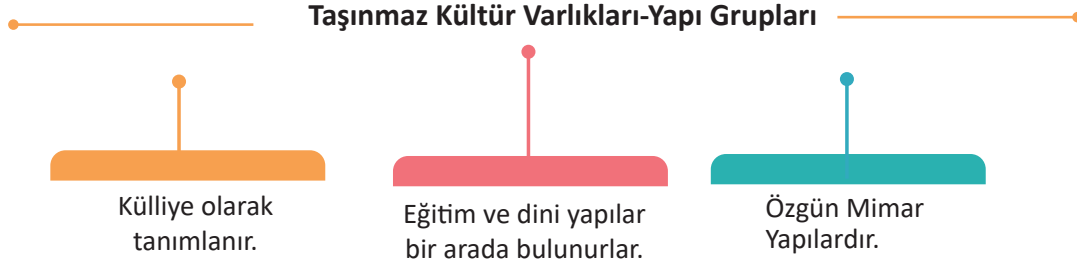 Taşınmaz Kültür Varlıkları-Yapı Grupları
Külliye olarak
tanımlanır.
Eğitim ve dini yapılar
bir arada bulunurlar.
Özgün Mimar
Yapılardır.